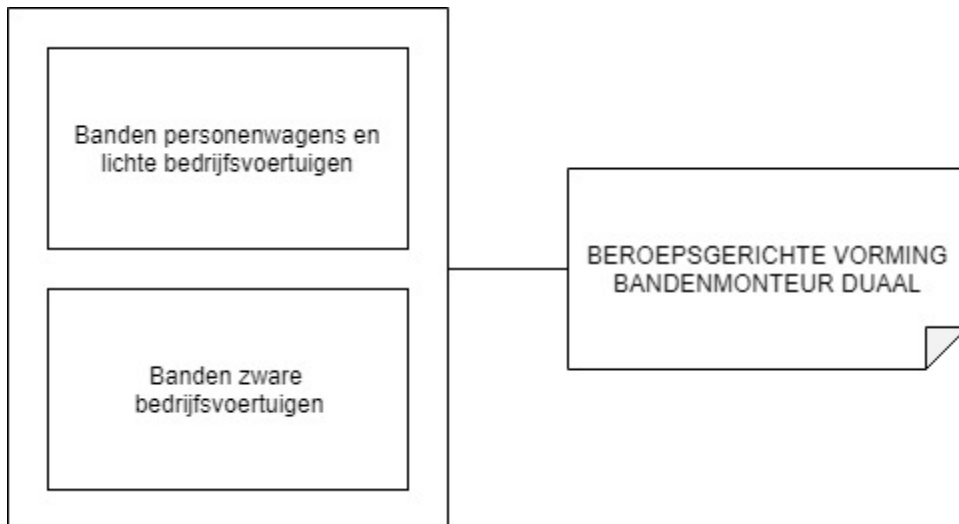 Banden personenwagens en
lichte bedrijfsvoertuigen
Banden zware
bedrijfsvoertuigen
BEROEPSGERICHTE VORMING
BANDENMONTEUR DUAAL